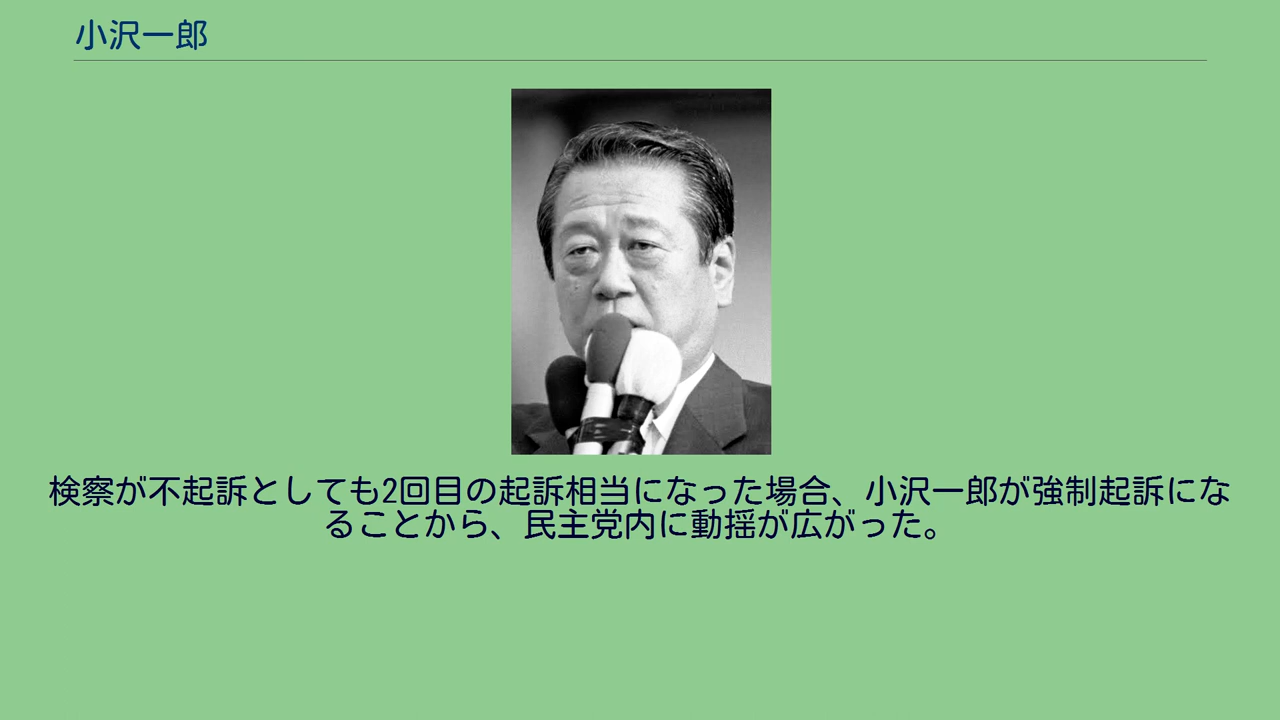 小沢一郎
検察が不起訴としても2回目の起訴相当になった場合、小沢一郎が強制起訴にな
ることから、民主党内に動揺が広がった。